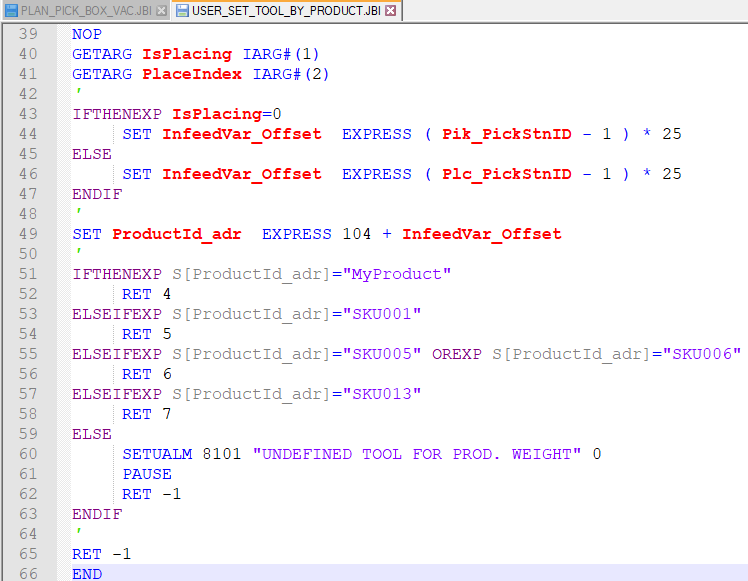 PLAN_PICK_BOX_VAC.JBI USER_SET_TOOL_BY_PRODUCT.JBI
39 NOP
40 GETARG IsPlacing IARG#(1)
41 GETARG PlaceIndex IARG#(2)
42 '
43 IFTHENEXP IsPlacing=0
44 SET InfeedVar_Offset EXPRESS ( Pik_PickStnID - 1 ) * 25
45 ELSE
46 SET InfeedVar_Offset EXPRESS ( Plc_PickStnID - 1 ) * 25
47 ENDIF
48 '
49 SET ProductId_adr EXPRESS 104 + InfeedVar_Offset
50 '
51 IFTHENEXP S[ProductId_adr]="MyProduct"
52 RET 4
53 ELSEIFEXP S[ProductId_adr]="SKU001"
54 RET 5
55 ELSEIFEXP S[ProductId_adr]="SKU005" OREXP S[ProductId_adr]="SKU006"
56 RET 6
57 ELSEIFEXP S[ProductId_adr]="SKU013"
58 RET 7
59 ELSE
60 SETUALM 8101 "UNDEFINED TOOL FOR PROD. WEIGHT" 0
61 PAUSE
62 RET -1
63 ENDIF
64 '
65 RET -1
66 END